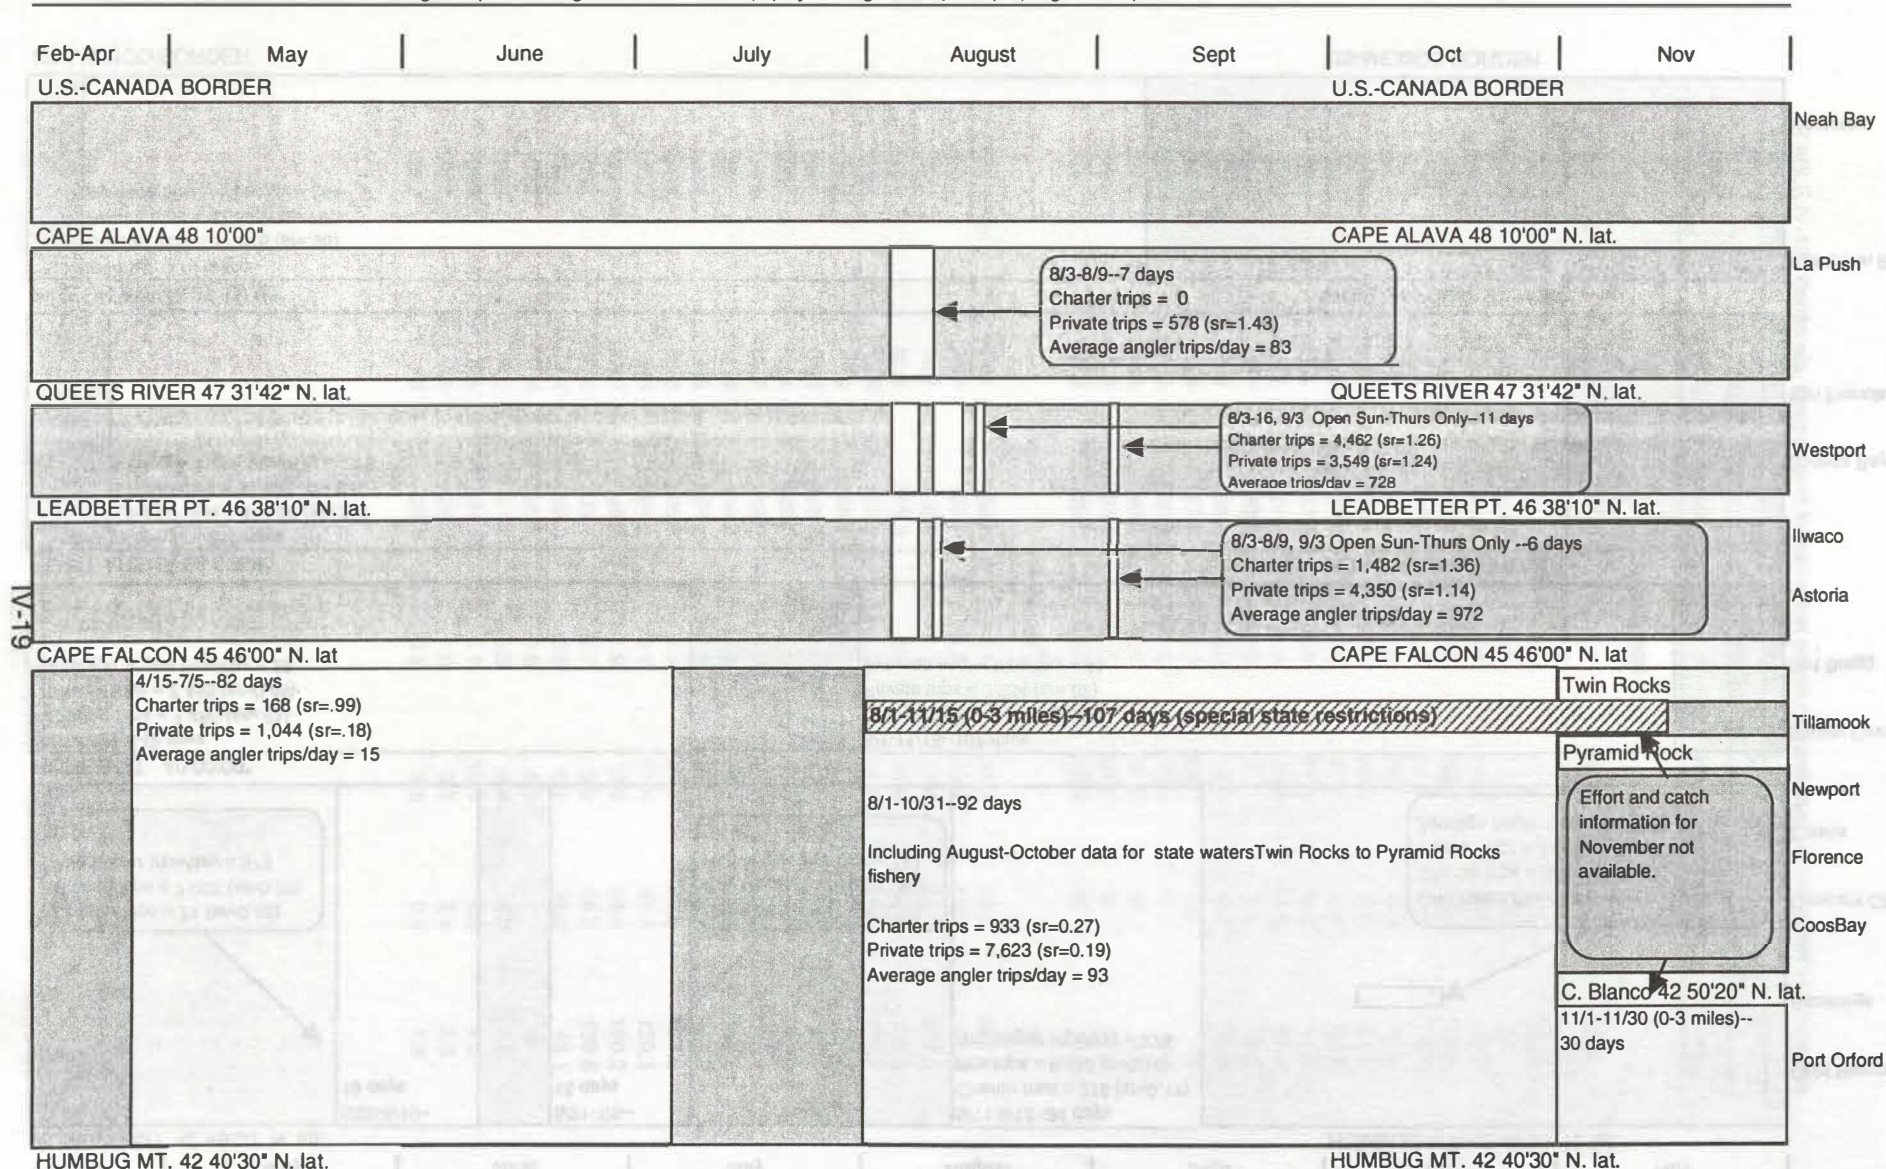 Feb-Apr May June July August Sept Oct Nov
U.S.-CANADA BORDER U.S.-CANADA BORDER
Neah Bay
CAPE ALAVA 48 10'00" CAPE ALAVA 48 10'00" N. lat.
La Push
8/3-8/9--7 days
Charter trips = 0
Private trips = 578 (sr=1.43)
Average angler trips/day = 83
QUEETS RIVER 47 31'42" N. lat. QUEETS RIVER 47 31'42" N. lat.
8/3-16, 9/3 Open Sun-Thurs Only--11 days
Charter trips = 4,462 (sr=1.26)
Private trips = 3,549 (sr=1.24)
Average trips/day = 728
Westport
LEADBETTER PT. 46 38'10" N. lat. LEADBETTER PT. 46 38'10" N. lat.
Ilwaco
8/3-8/9, 9/3 Open Sun-Thurs Only --6 days
Charter trips = 1,482 (sr=1.36)
Private trips = 4,350 (sr=1.14)
Average angler trips/day = 972
Astoria
IV-19
CAPE FALCON 45 46'00" N. lat CAPE FALCON 45 46'00" N. lat
4/15-7/5--82 days
Charter trips = 168 (sr=.99)
Private trips = 1,044 (sr=.18)
Average angler trips/day = 15
Twin Rocks
8/1-11/15 (0-3 miles)--107 days (special state restrictions)
Tillamook
Pyramid Rock
8/1-10/31--92 days
Including August-October data for state watersTwin Rocks to Pyramid Rocks
fishery
Charter trips = 933 (sr=0.27)
Private trips = 7,623 (sr=0.19)
Average angler trips/day = 93
Effort and catch
information for
November not
available.
Newport
Florence
CoosBay
C. Blanco 42 50'20" N. lat.
11/1-11/30 (0-3 miles)--
30 days
Port Orford
HUMBUG MT. 42 40'30" N. lat. HUMBUG MT. 42 40'30" N. lat.